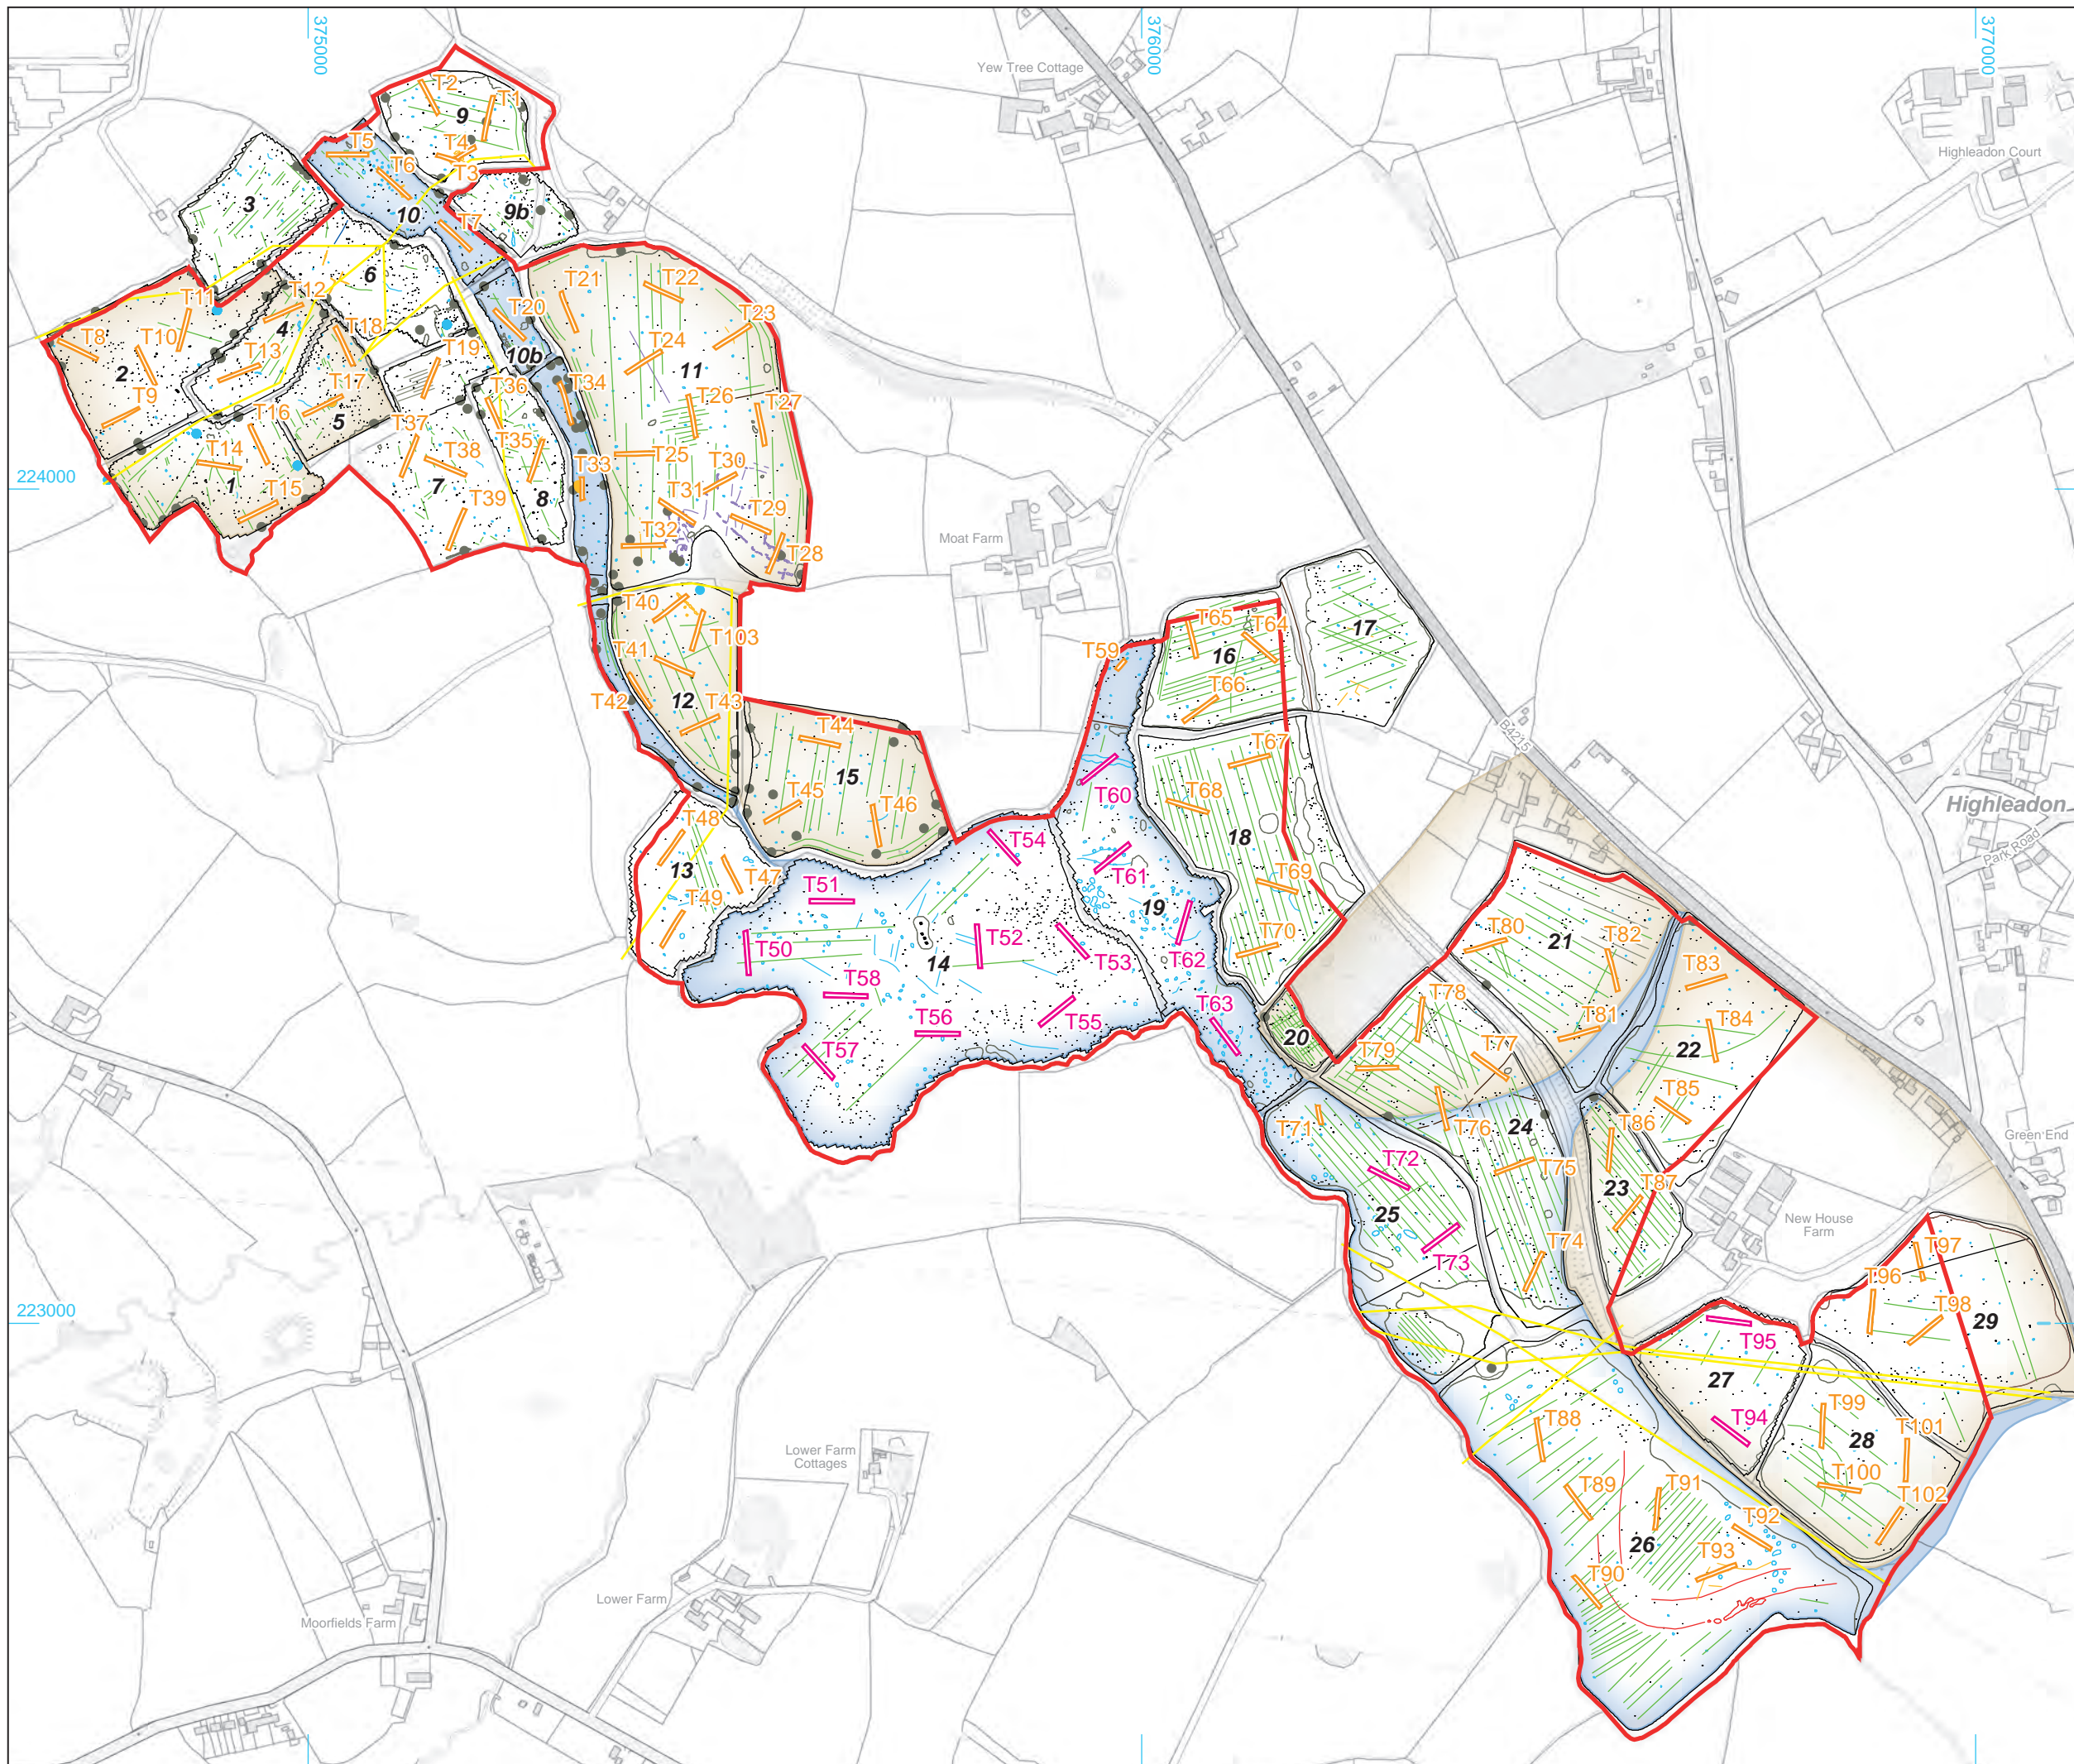 375000
376000
377000
Yew Tree Cottage
Highleadon Court
T2
T1
9
T5
T4
T6
T3
3
10
9b
T7
6
T21
T22
T11
T12
T20
T23
T8
T10
4
T18
T24
T13
T19
10b
11
2
T17
T36
T34
T26
T27
T9
T16
5
T37
T35
T14
T38
T25
T33
T30
224000
1
7
8
T15
T39
T31
T29
T32
T28
Moat Farm
T40
T103
T65
T64
17
T59
16
T41
T66
T42
12
T43
B4215
T44
T67
15
T60
T68
T45
T46
Highleadon
T48
T54
18
Park Road
13
T47
T61
T51
T69
T49
19
T80
21
T82
T50
T52
T53
T62
T70
14
T83
T58
T78
T63
T81
T84
T56
T55
20
T77
22
T57
T79
T85
T71
T76
24
T86
Green End
T72
T75
T87
23
25
New House
Farm
T73
T74
T97
T96
223000
T98
29
T95
27
T99
T88
T94
T101
28
Lower Farm
Cottages
T100
T89
T91
T102
T92
26
T93
T90
Lower Farm
Moorfields Farm